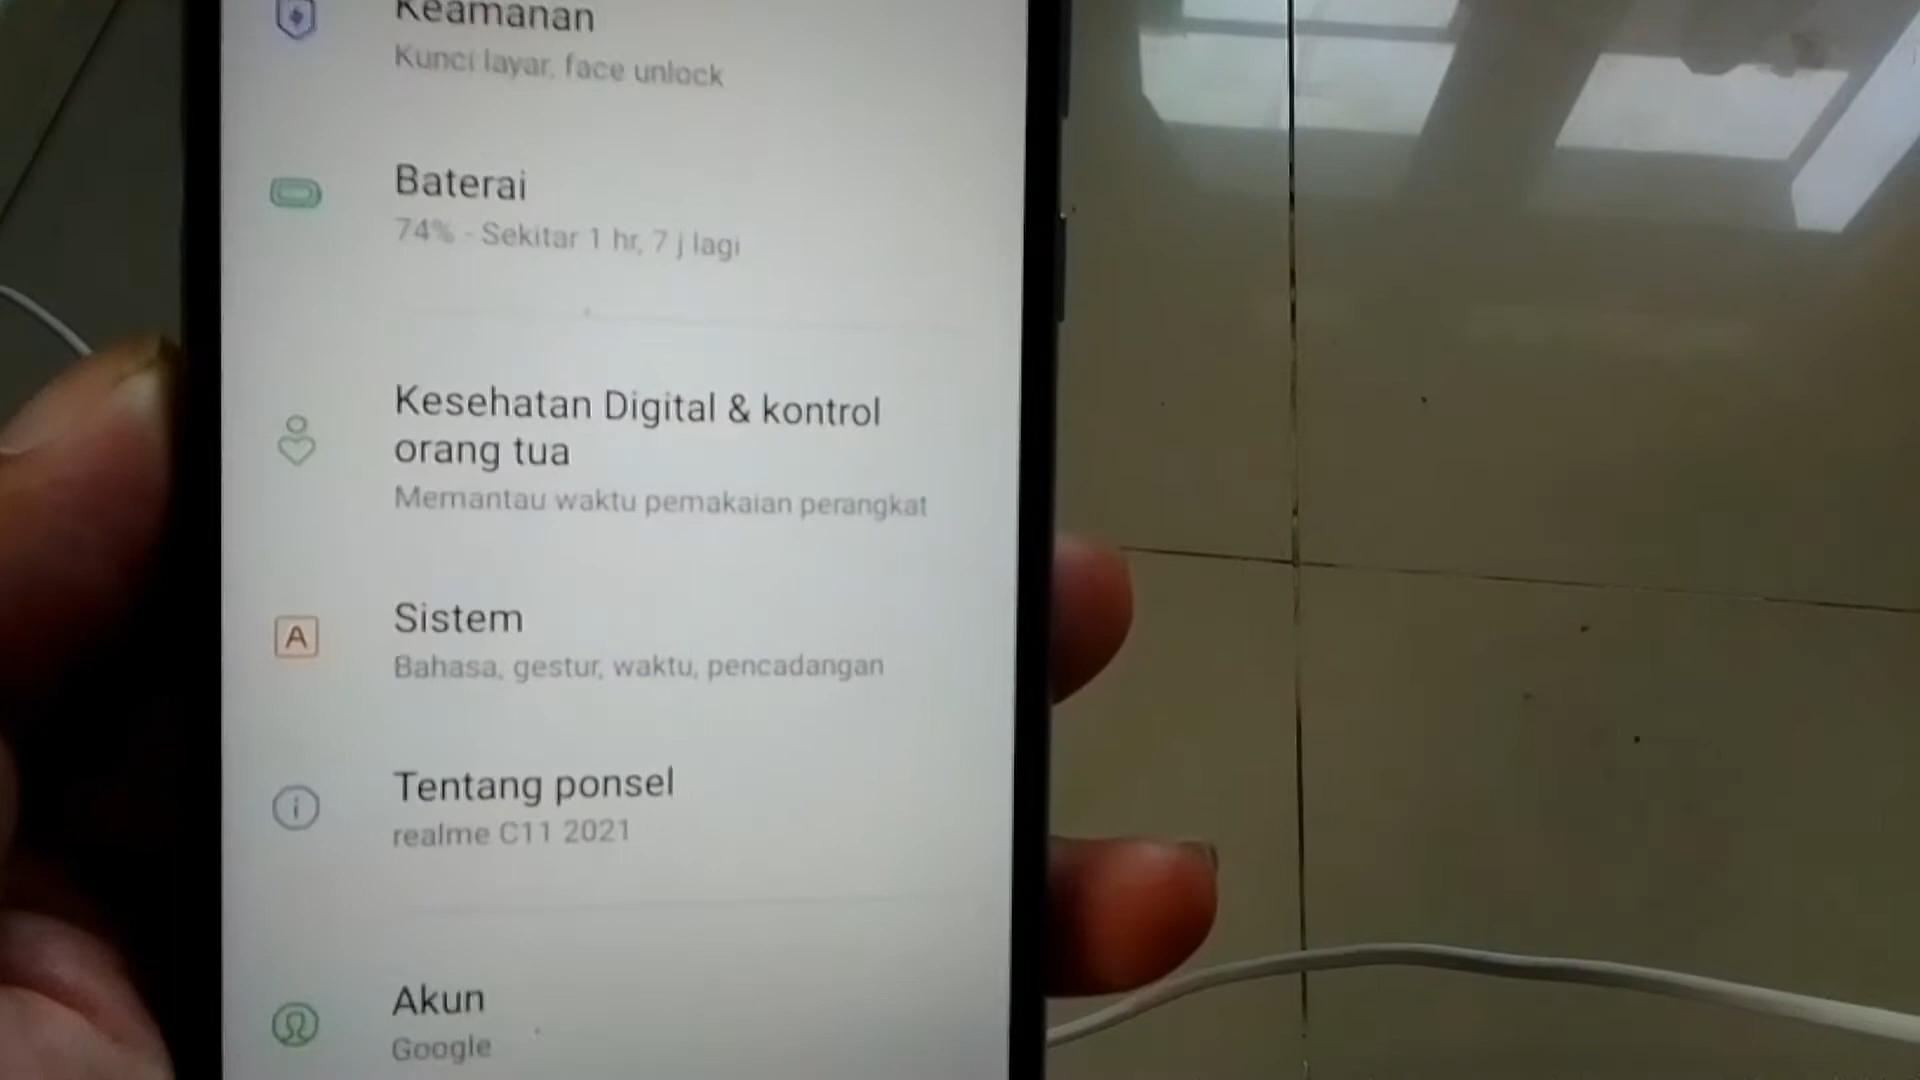 Keamanan
Kunci layar, face unlock
Baterai
74% - Sekitar 1 hr, 7 j lagi
Kesehatan Digital & kontrol
orang tua
Memantau waktu pemakaian perangkat
A
Sistem
Bahasa, gestur, waktu, pencadangan
Tentang ponsel
realme C11 2021
Akun
Google